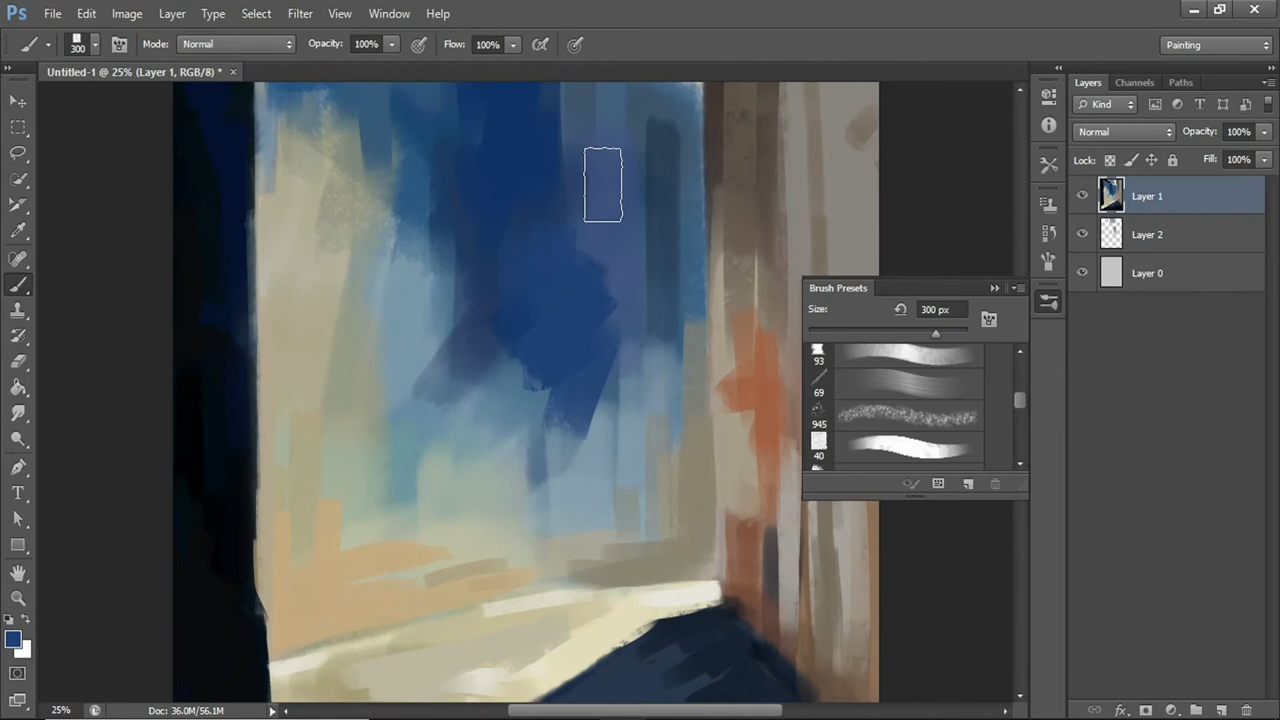 Ps File Edit Image Layer Type Select Filter View Window Help
300 Mode: Normal Opacity: 100% Flow: 100% Painting
Untitled-1 @ 25% (Layer 1, RGB/8) * ×
Layers Channels Paths
Kind
Normal Opacity: 100%
Lock: Fill: 100%
Layer 1
Layer 2
Layer 0
Brush Presets
Size: 300 px
93
69
945
40
25% Doc: 36.0M/56.1M